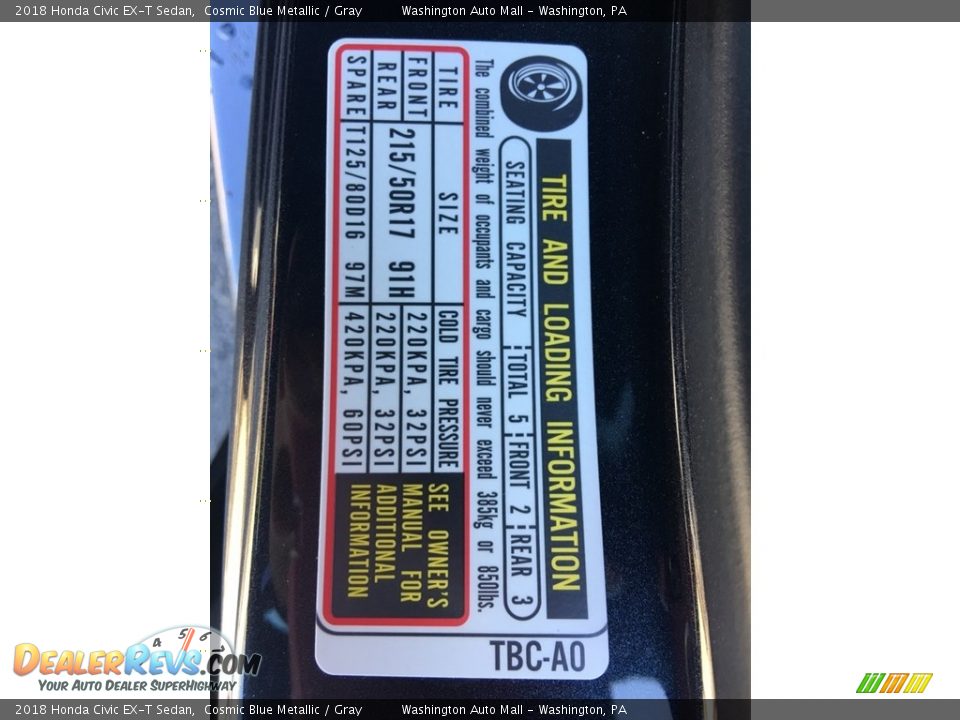 2018 Honda Civic EX-T Sedan, Cosmic Blue Metallic / Gray Washington Auto Mall - Washington, PA
TIRE AND LOADING INFORMATION
SEATING CAPACITY TOTAL 5 FRONT 2 REAR 3
The combined weight of occupants and cargo should never exceed 385kg or 850lbs.
TIRE SIZE COLD TIRE PRESSURE
FRONT 215/50R17 91H 220KPA, 32PSI
REAR 220KPA, 32PSI
SPARE T125/80D16 97M 420KPA, 60PSI
SEE OWNER'S
MANUAL FOR
ADDITIONAL
INFORMATION
TBC-A0
4 5 6
DEALERREVS.COM
YOUR AUTO DEALER SUPERHIGHWAY
2018 Honda Civic EX-T Sedan, Cosmic Blue Metallic / Gray Washington Auto Mall - Washington, PA